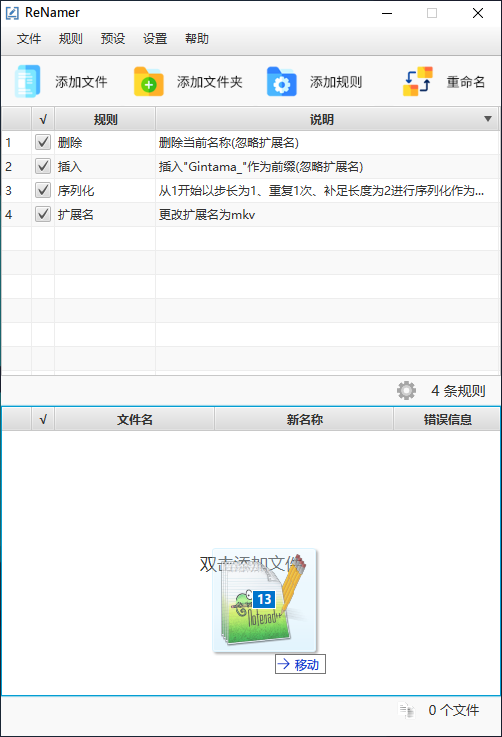 ReNamer
文件 规则 预设 设置 帮助
添加文件 添加文件夹 添加规则 重命名
√ 规则 说明
1 删除 删除当前名称(忽略扩展名)
2 插入 插入"Gintama_"作为前缀(忽略扩展名)
3 序列化 从1开始以步长为1、重复1次、补足长度为2进行序列化作为...
4 扩展名 更改扩展名为mkv
4 条规则
√ 文件名 新名称 错误信息
双击添加文件
13
Notepad++
移动
0 个文件